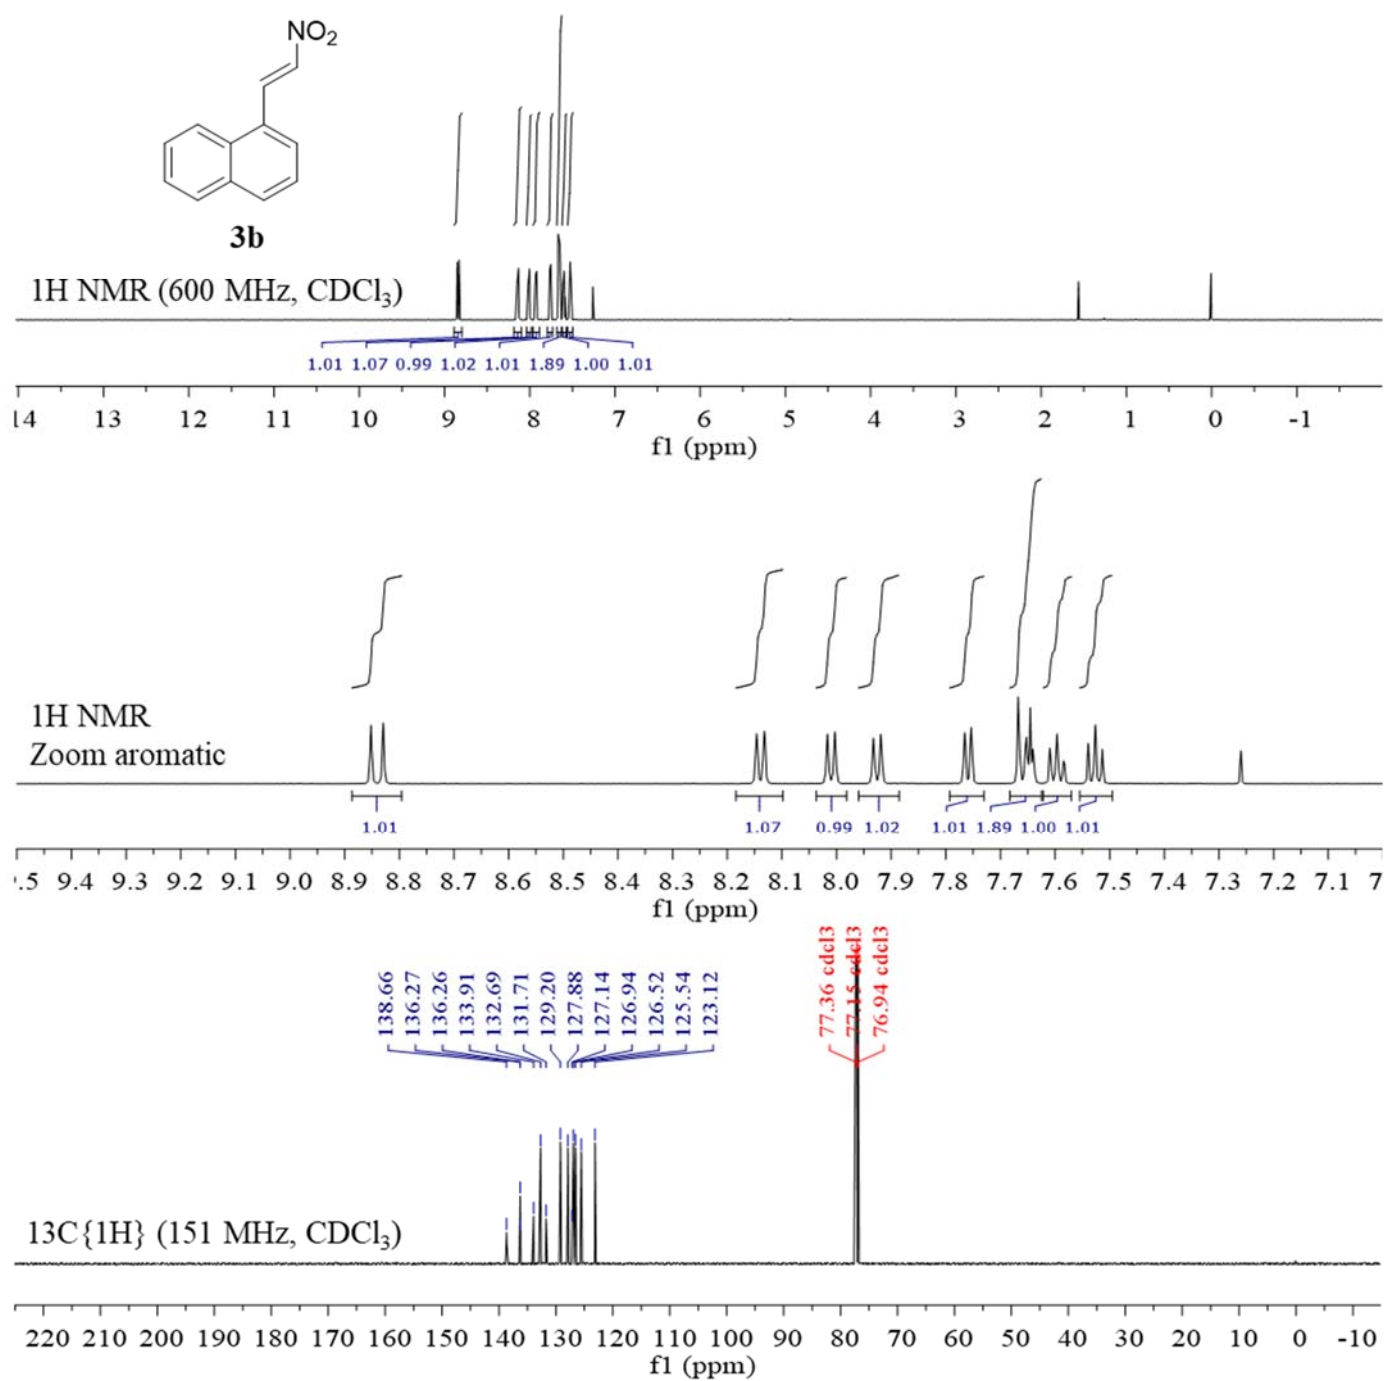 NO₂
3b
1H NMR (600 MHz, CDCl₃)
1.01 1.07 0.99 1.02 1.01 1.89 1.00 1.01
14 13 12 11 10 9 8 7 6 5 4 3 2 1 0 -1
f1 (ppm)
1H NMR
Zoom aromatic
1.01 1.07 0.99 1.02 1.01 1.89 1.00 1.01
.5 9.4 9.3 9.2 9.1 9.0 8.9 8.8 8.7 8.6 8.5 8.4 8.3 8.2 8.1 8.0 7.9 7.8 7.7 7.6 7.5 7.4 7.3 7.2 7.1 7
f1 (ppm)
138.66
136.27
136.26
133.91
132.69
131.71
129.20
127.88
127.14
126.94
126.52
125.54
123.12
77.36 cdcl3
77.15 cdcl3
76.94 cdcl3
13C{1H} (151 MHz, CDCl₃)
220 210 200 190 180 170 160 150 140 130 120 110 100 90 80 70 60 50 40 30 20 10 0 -10
f1 (ppm)